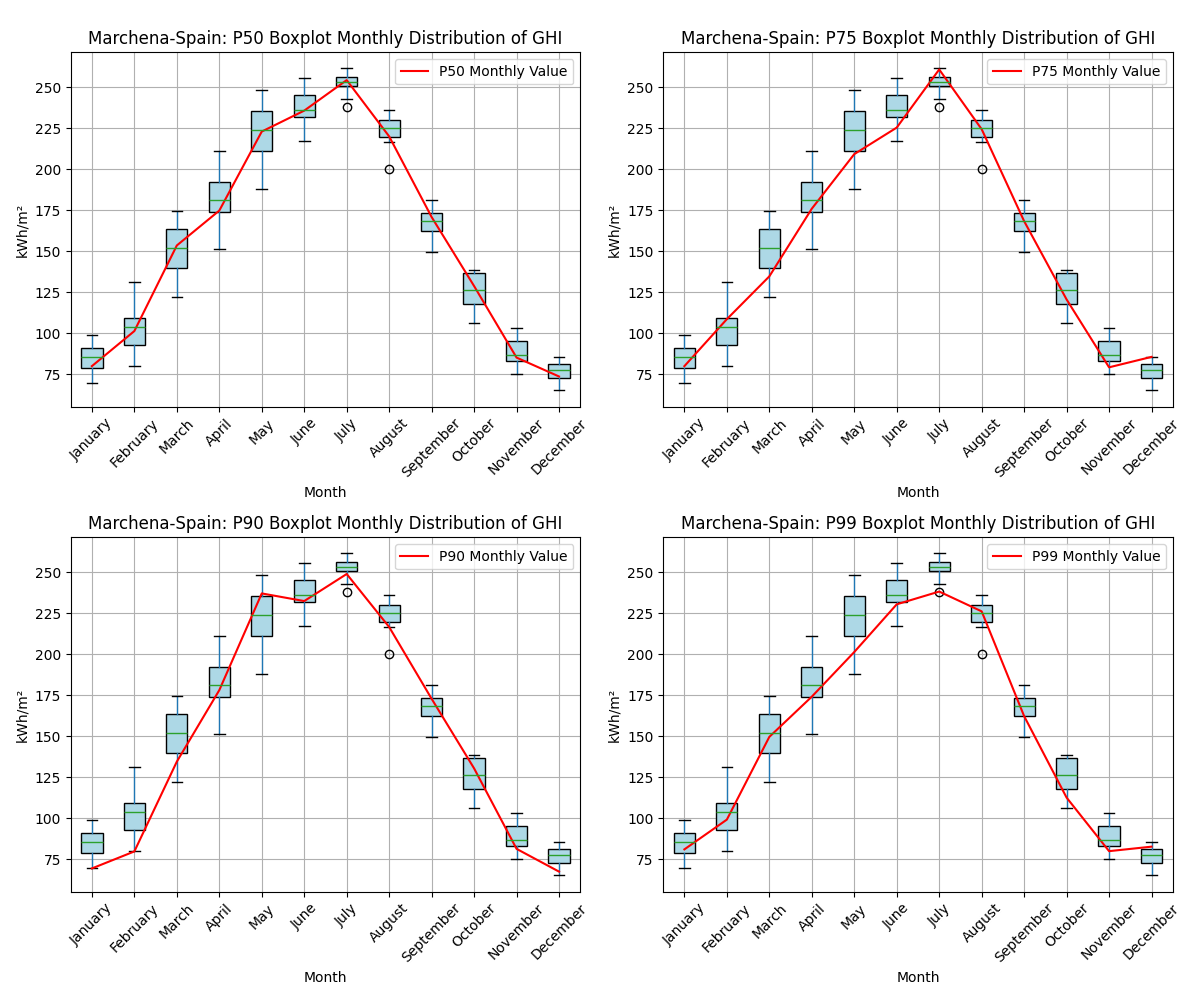 Marchena-Spain: P50 Boxplot Monthly Distribution of GHI
P50 Monthly Value
kWh/m²
250
225
200
175
150
125
100
75
January
February
March
April
May
June
July
August
September
October
November
December
Month
Marchena-Spain: P75 Boxplot Monthly Distribution of GHI
P75 Monthly Value
kWh/m²
250
225
200
175
150
125
100
75
January
February
March
April
May
June
July
August
September
October
November
December
Month
Marchena-Spain: P90 Boxplot Monthly Distribution of GHI
P90 Monthly Value
kWh/m²
250
225
200
175
150
125
100
75
January
February
March
April
May
June
July
August
September
October
November
December
Month
Marchena-Spain: P99 Boxplot Monthly Distribution of GHI
P99 Monthly Value
kWh/m²
250
225
200
175
150
125
100
75
January
February
March
April
May
June
July
August
September
October
November
December
Month